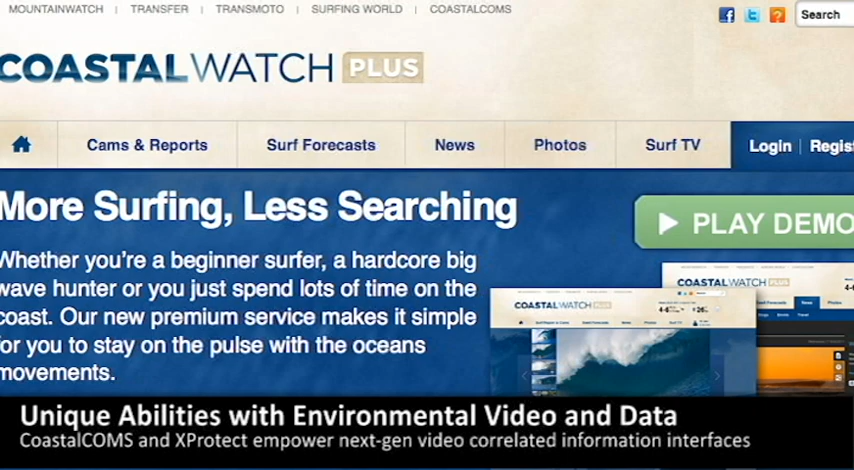 MOUNTAINWATCH | TRANSFER | TRANSMOTO | SURFING WORLD | COASTALCOMS
Search
COASTALWATCH PLUS
Cams & Reports
Surf Forecasts
News
Photos
Surf TV
Login | Regis
More Surfing, Less Searching
PLAY DEMO
Whether you're a beginner surfer, a hardcore big
wave hunter or you just spend lots of time on the
coast. Our new premium service makes it simple
for you to stay on the pulse with the oceans
movements.
COASTALWATCH PLUS
COASTALWATCH PLUS
Unique Abilities with Environmental Video and Data
CoastalCOMS and XProtect empower next-gen video correlated information interfaces